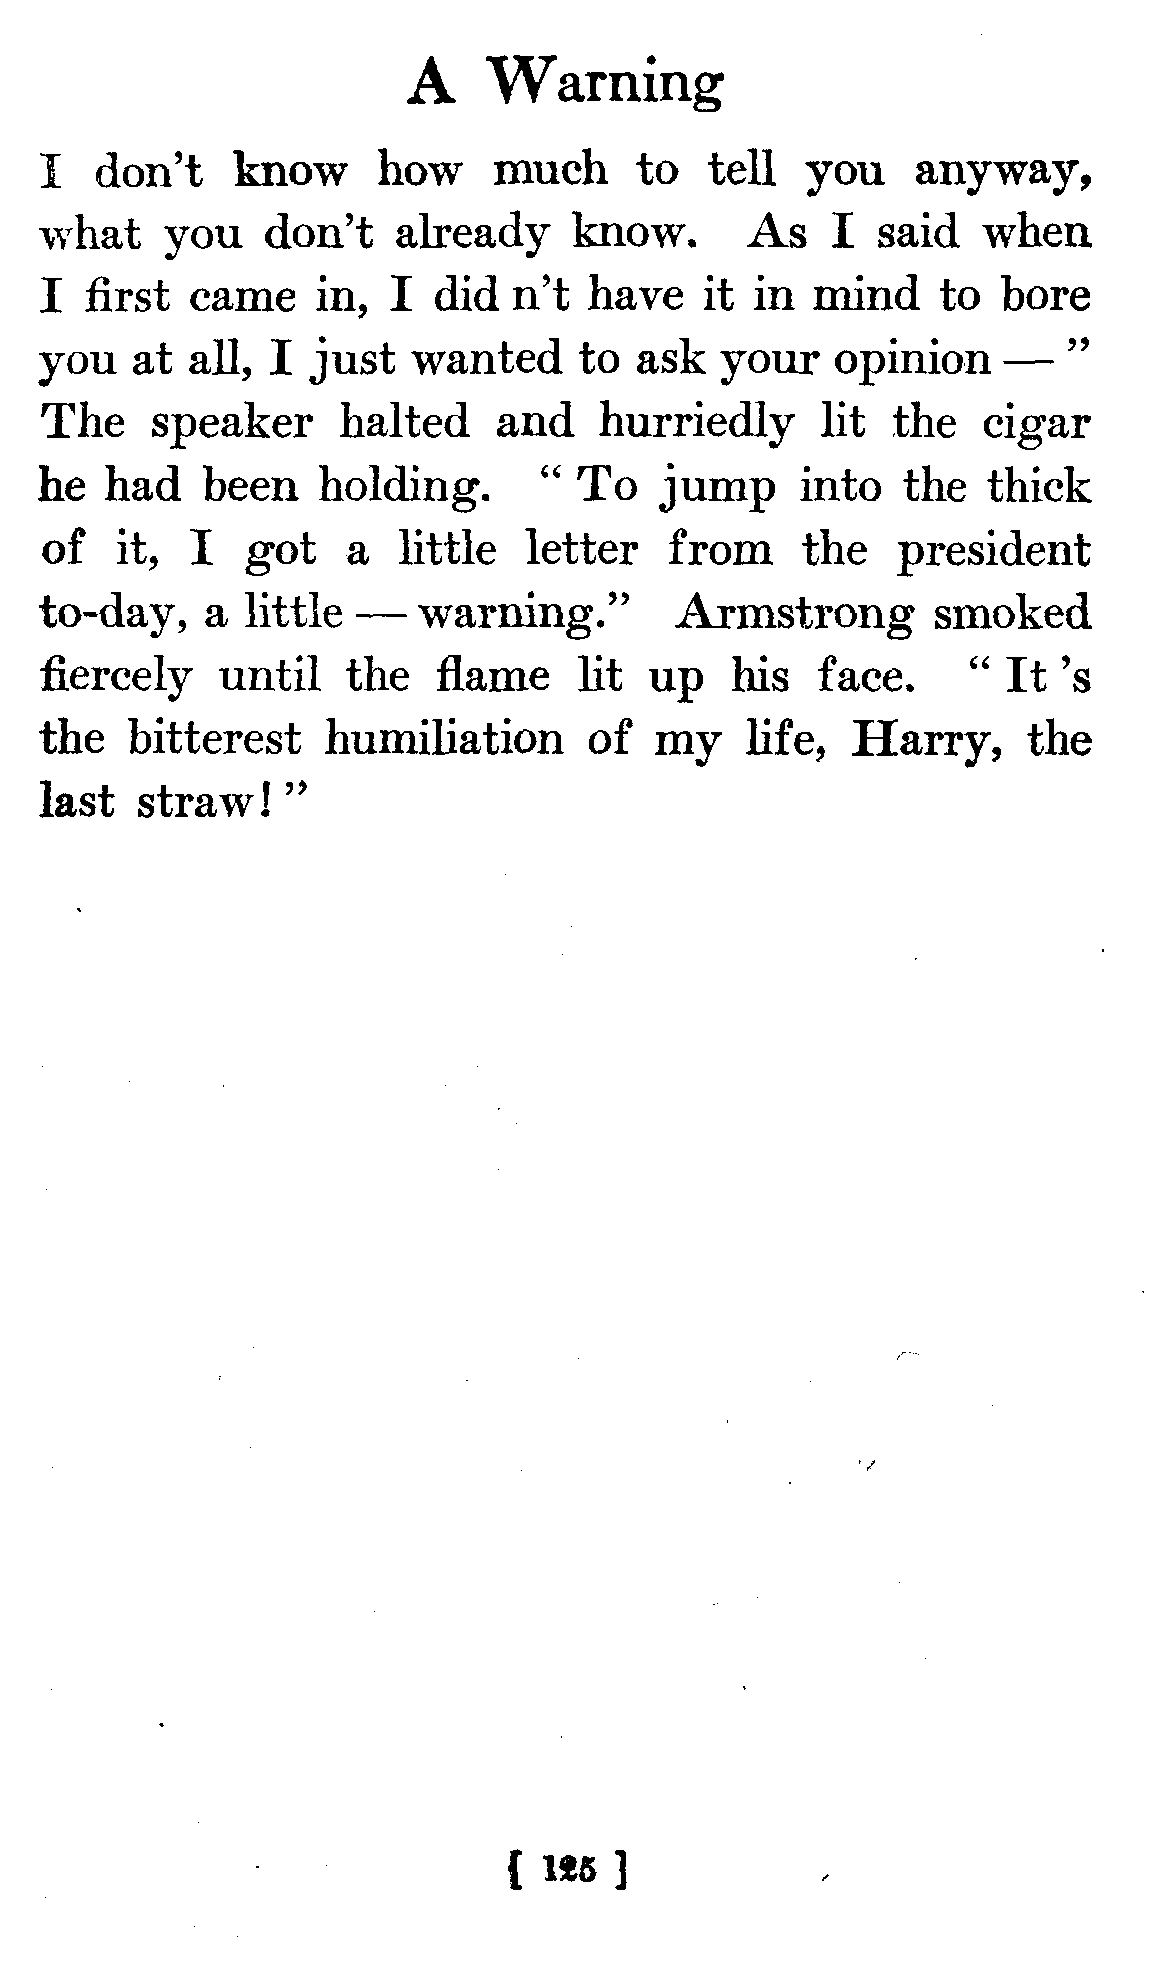 A Warning
I don't know how much to tell you anyway,
what you don't already know. As I said when
I first came in, I did n't have it in mind to bore
you at all, I just wanted to ask your opinion — ”
The speaker halted and hurriedly lit the cigar
he had been holding. “ To jump into the thick
of it, I got a little letter from the president
to-day, a little — warning.” Armstrong smoked
fiercely until the flame lit up his face. “ It 's
the bitterest humiliation of my life, Harry, the
last straw! ”
[ 125 ]